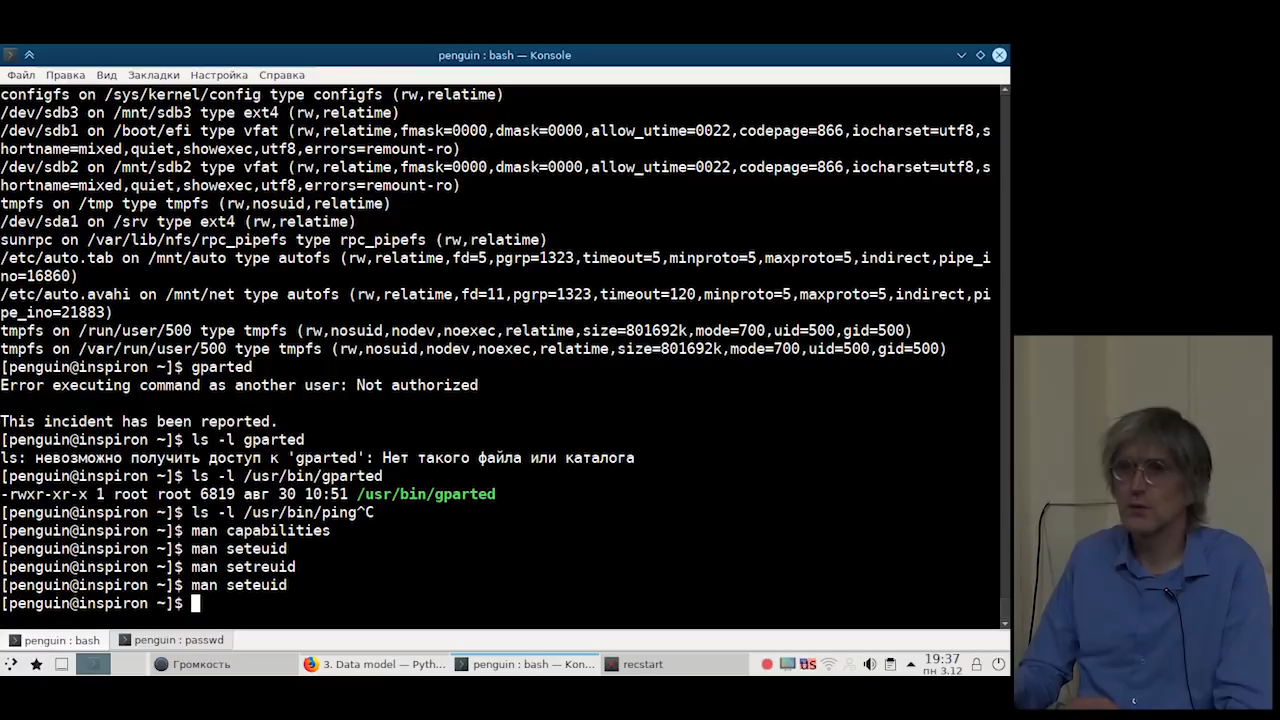 penguin : bash — Konsole
Файл Правка Вид Закладки Настройка Справка
configfs on /sys/kernel/config type configfs (rw,relatime)
/dev/sdb3 on /mnt/sdb3 type ext4 (rw,relatime)
/dev/sdb1 on /boot/efi type vfat (rw,relatime,fmask=0000,dmask=0000,allow_utime=0022,codepage=866,iocharset=utf8,s
hortname=mixed,quiet,showexec,utf8,errors=remount-ro)
/dev/sdb2 on /mnt/sdb2 type vfat (rw,relatime,fmask=0000,dmask=0000,allow_utime=0022,codepage=866,iocharset=utf8,s
hortname=mixed,quiet,showexec,utf8,errors=remount-ro)
tmpfs on /tmp type tmpfs (rw,nosuid,relatime)
/dev/sda1 on /srv type ext4 (rw,relatime)
sunrpc on /var/lib/nfs/rpc_pipefs type rpc_pipefs (rw,relatime)
/etc/auto.tab on /mnt/auto type autofs (rw,relatime,fd=5,pgrp=1323,timeout=5,minproto=5,maxproto=5,indirect,pipe_i
no=16860)
/etc/auto.avahi on /mnt/net type autofs (rw,relatime,fd=11,pgrp=1323,timeout=120,minproto=5,maxproto=5,indirect,pi
pe_ino=21883)
tmpfs on /run/user/500 type tmpfs (rw,nosuid,nodev,noexec,relatime,size=801692k,mode=700,uid=500,gid=500)
tmpfs on /var/run/user/500 type tmpfs (rw,nosuid,nodev,noexec,relatime,size=801692k,mode=700,uid=500,gid=500)
[penguin@inspiron ~]$ gparted
Error executing command as another user: Not authorized
This incident has been reported.
[penguin@inspiron ~]$ ls -l gparted
ls: невозможно получить доступ к 'gparted': Нет такого файла или каталога
[penguin@inspiron ~]$ ls -l /usr/bin/gparted
-rwxr-xr-x 1 root root 6819 авг 30 10:51 /usr/bin/gparted
[penguin@inspiron ~]$ ls -l /usr/bin/ping^C
[penguin@inspiron ~]$ man capabilities
[penguin@inspiron ~]$ man seteuid
[penguin@inspiron ~]$ man setreuid
[penguin@inspiron ~]$ man seteuid
[penguin@inspiron ~]$
penguin : bash penguin : passwd
Громкость 3. Data model — Pyth... penguin : bash — Kon... recstart us 19:37
пн 3.12